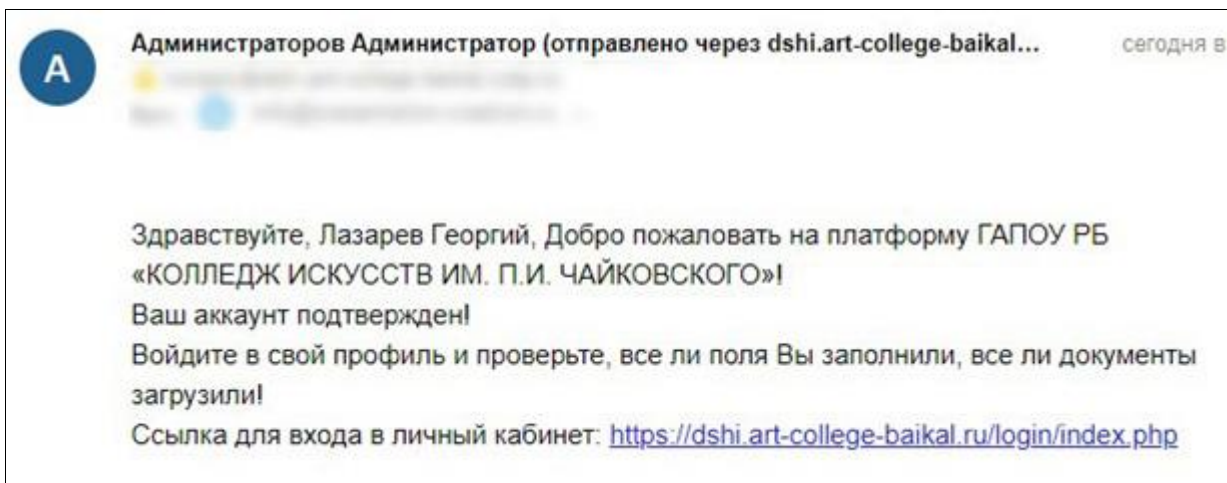 А
Администраторов Администратор (отправлено через dshi.art-college-baikal...
сегодня в
Здравствуйте, Лазарев Георгий, Добро пожаловать на платформу ГАПОУ РБ
«КОЛЛЕДЖ ИСКУССТВ ИМ. П.И. ЧАЙКОВСКОГО»!
Ваш аккаунт подтвержден!
Войдите в свой профиль и проверьте, все ли поля Вы заполнили, все ли документы
загрузили!
Ссылка для входа в личный кабинет: https://dshi.art-college-baikal.ru/login/index.php